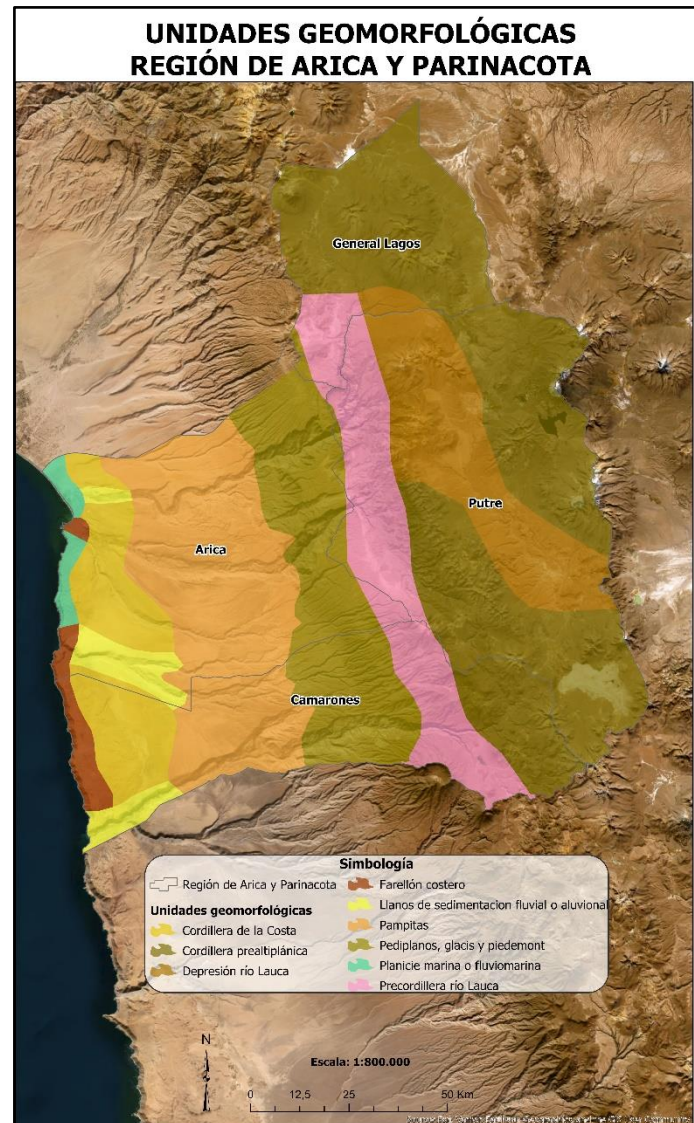 UNIDADES GEOMORFOLÓGICAS
REGIÓN DE ARICA Y PARINACOTA
General Lagos
Putre
Arica
Camarones
Simbología
Región de Arica y Parinacota
Unidades geomorfológicas
Cordillera de la Costa
Cordillera prealtiplánica
Depresión río Lauca
Farellón costero
Llanos de sedimentacion fluvial o aluvional
Pampitas
Pediplanos, glacis y piedemont
Planicie marina o fluviomarina
Precordillera río Lauca
N
Escala: 1:800.000
0 12,5 25 50 Km